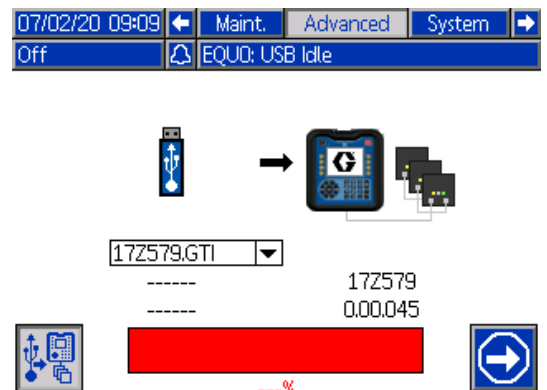 07/02/20 09:09 Maint. Advanced System
Off EQU0: USB Idle
G
17Z579.GTI
------ 17Z579
------ 0.00.045
---%